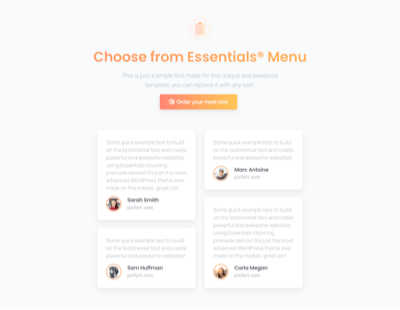 Choose from Essentials® Menu
This is just a simple text made for this unique and awesome
template, you can replace it with any text.
Order your meal now
Some quick example text to build
on the testimonial text and create
powerful and awesome websites
using Essentials stunning
premade demos! It's just the most
advanced WordPress theme ever
made on the market, great job!
Sarah Smith
pixfort.com
Some quick example text to build
on the testimonial text and create
powerful and awesome websites!
Sam Huffman
pixfort.com
Some quick example text to build
on the testimonial text and create
powerful and awesome websites!
Marc Antoine
pixfort.com
Some quick example text to build
on the testimonial text and create
powerful and awesome websites
using Essentials stunning
premade demos! It's just the most
advanced WordPress theme ever
made on the market, great job!
Carla Megan
pixfort.com